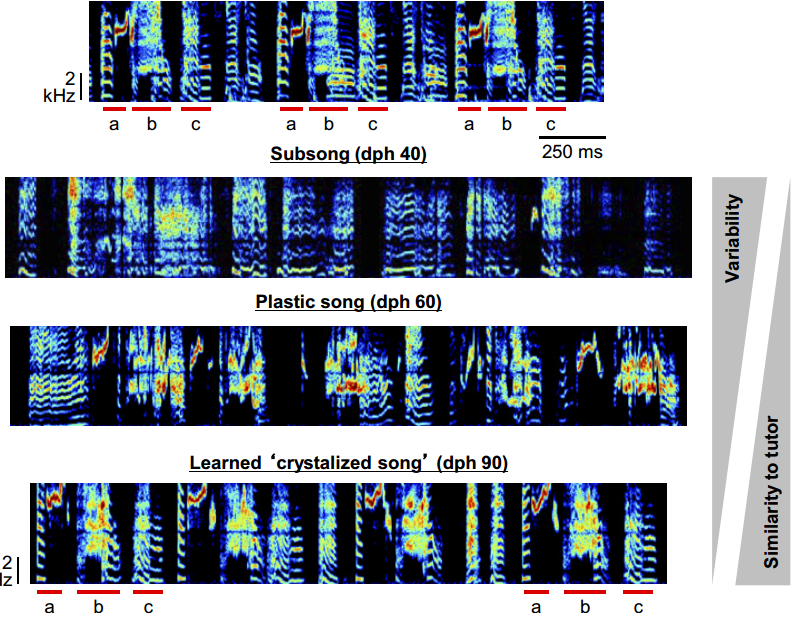 2
kHz
a b c a b c a b c
250 ms
Subsong (dph 40)
Variability
Plastic song (dph 60)
Learned ‘crystalized song’ (dph 90)
Similarity to tutor
2
Iz
a b c a b c